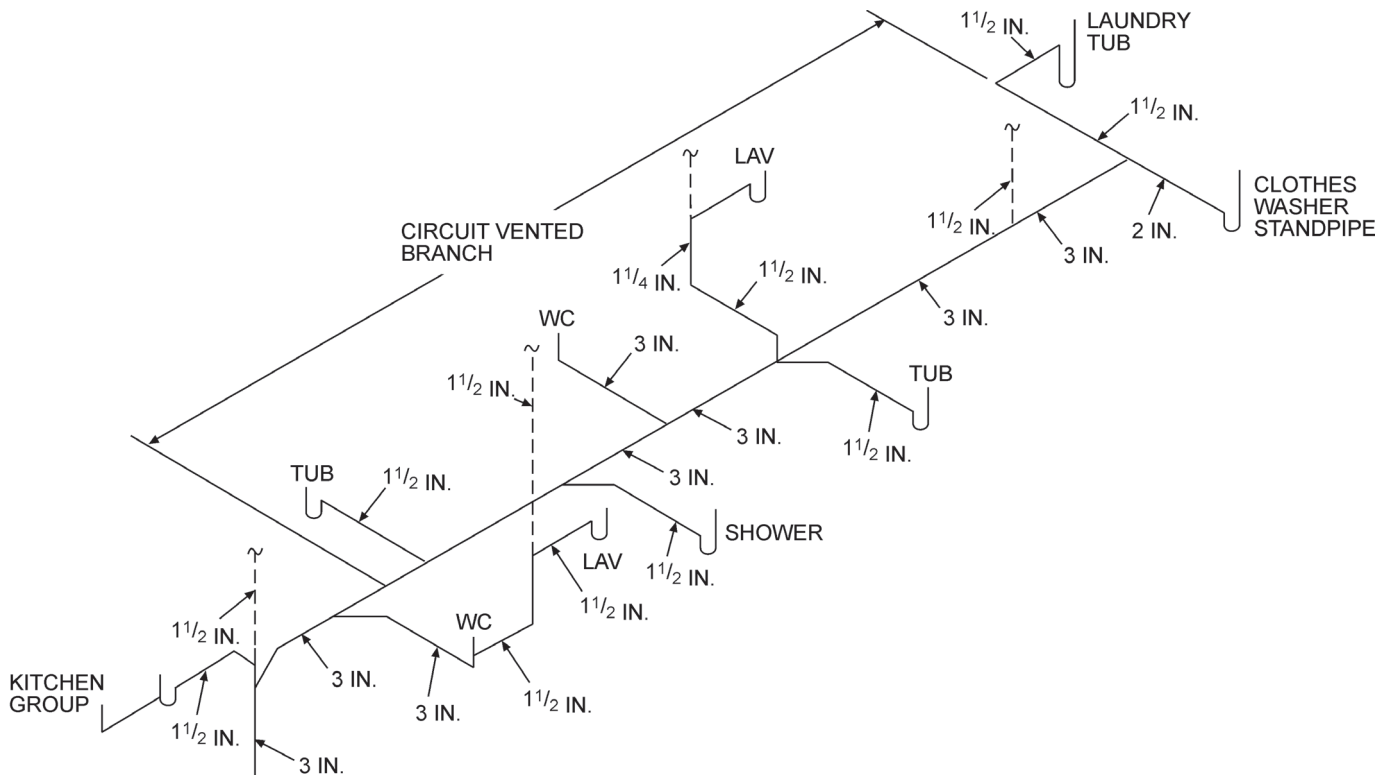 1 1/2 IN.
LAUNDRY
TUB
1 1/2 IN.
LAV
CLOTHES
WASHER
STANDPIPE
1 1/2 IN.
2 IN.
CIRCUIT VENTED
BRANCH
3 IN.
1 1/4 IN.
1 1/2 IN.
3 IN.
WC
3 IN.
1 1/2 IN.
TUB
3 IN.
1 1/2 IN.
3 IN.
TUB
1 1/2 IN.
SHOWER
LAV
1 1/2 IN.
1 1/2 IN.
WC
1 1/2 IN.
3 IN.
3 IN.
1 1/2 IN.
KITCHEN
GROUP
1 1/2 IN.
3 IN.